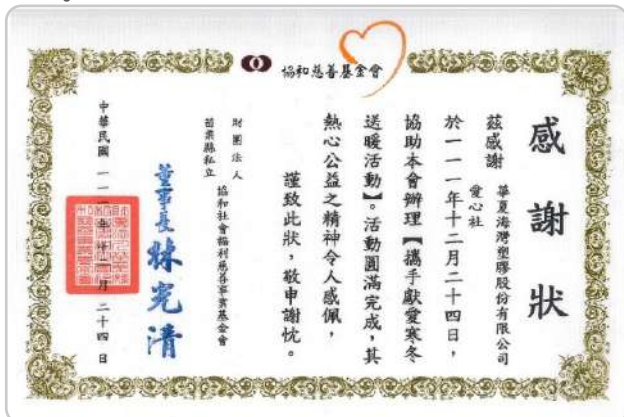 協和慈善基金會
感謝狀
茲感謝 華夏海灣塑膠股份有限公司
愛心社
於一一一年十二月二十四日，
協助本會辦理【攜手獻愛寒冬
送暖活動】。活動圓滿完成，其
熱心公益之精神令人感佩，
謹致此狀，敬申謝忱。
財團法人
苗栗縣私立 協和社會福利慈善事業基金會
董事長 林光清
中華民國 一一一年十二月 二十四 日